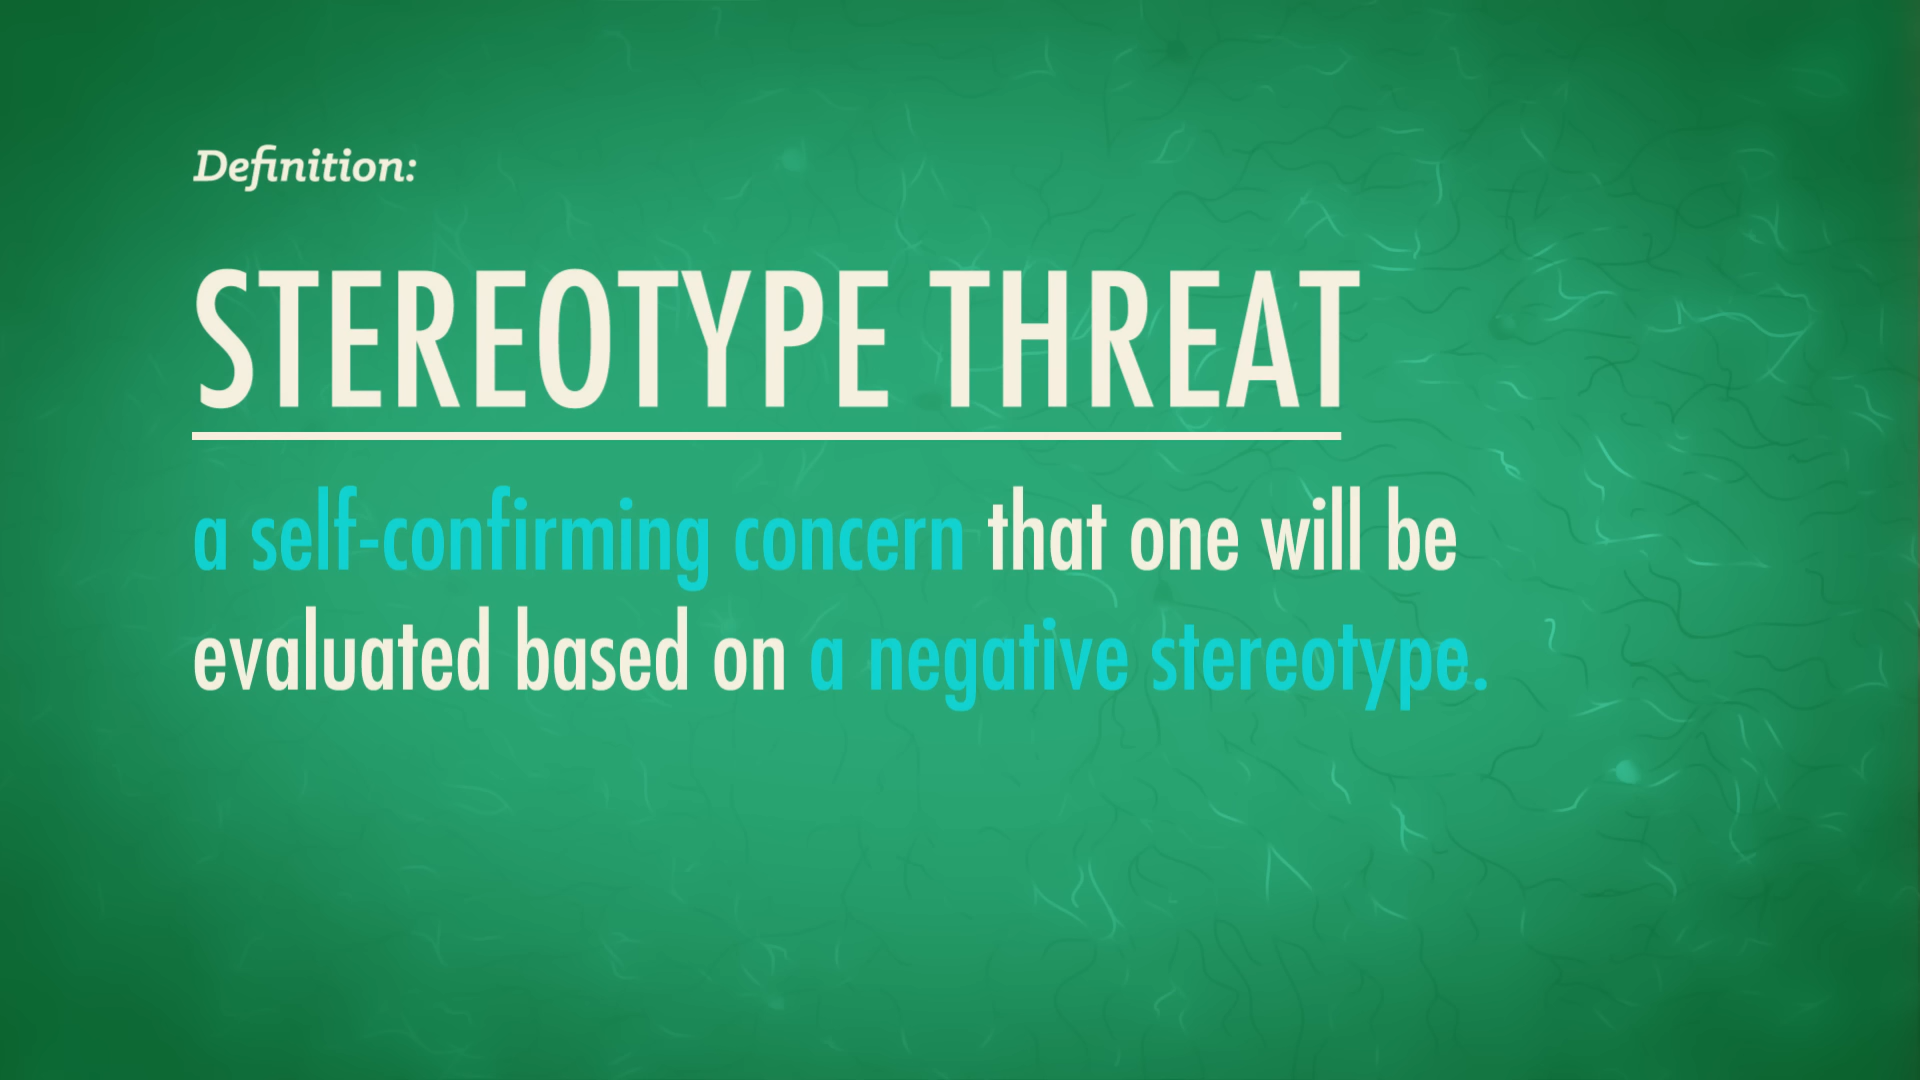 Definition:
STEREOTYPE THREAT
a self-confirming concern that one will be
evaluated based on a negative stereotype.